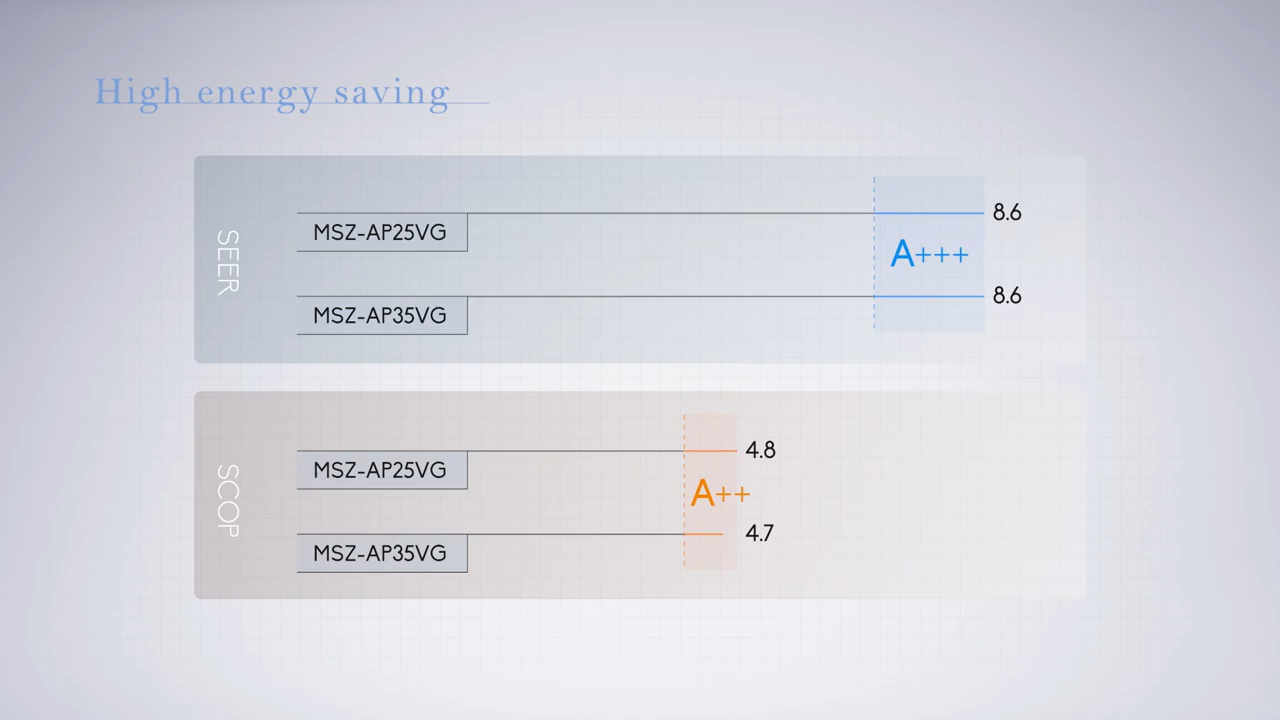 High energy saving
SEER
MSZ-AP25VG
8.6
A+++
MSZ-AP35VG
8.6
SCOP
MSZ-AP25VG
4.8
A++
MSZ-AP35VG
4.7